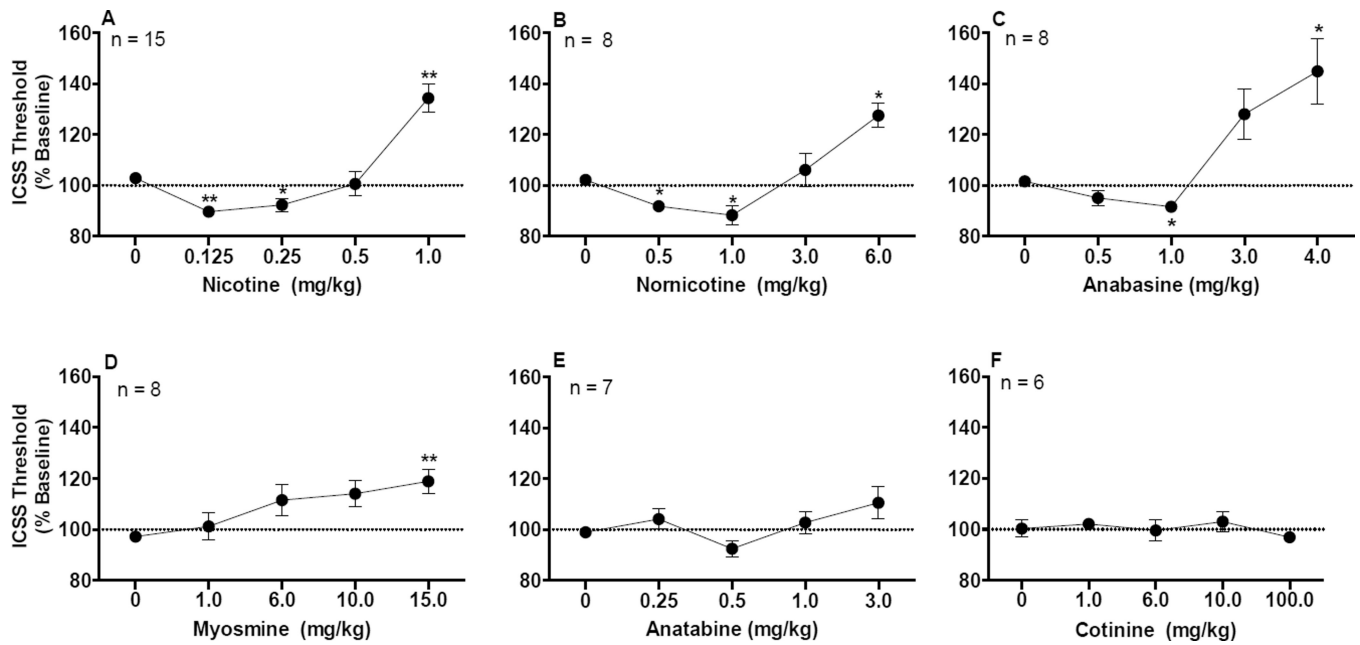 A
n = 15
ICSS Threshold
(% Baseline)
160
140
120
100
80
**
*
**
0 0.125 0.25 0.5 1.0
Nicotine (mg/kg)
B
n = 8
160
140
120
100
80
*
*
*
0 0.5 1.0 3.0 6.0
Nornicotine (mg/kg)
C
n = 8
160
140
120
100
80
*
*
0 0.5 1.0 3.0 4.0
Anabasine (mg/kg)
D
n = 8
ICSS Threshold
(% Baseline)
160
140
120
100
80
**
0 1.0 6.0 10.0 15.0
Myosmine (mg/kg)
E
n = 7
160
140
120
100
80
0 0.25 0.5 1.0 3.0
Anatabine (mg/kg)
F
n = 6
160
140
120
100
80
0 1.0 6.0 10.0 100.0
Cotinine (mg/kg)